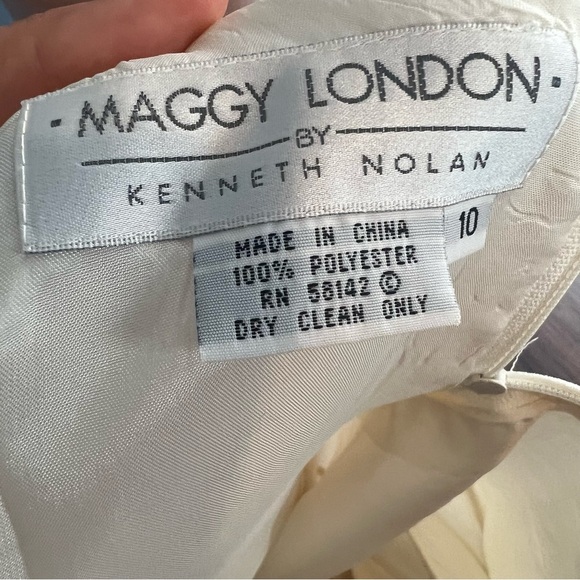 • MAGGY LONDON •
BY
KENNETH NOLAN
10
MADE IN CHINA
100% POLYESTER
RN 58142 ©
DRY CLEAN ONLY